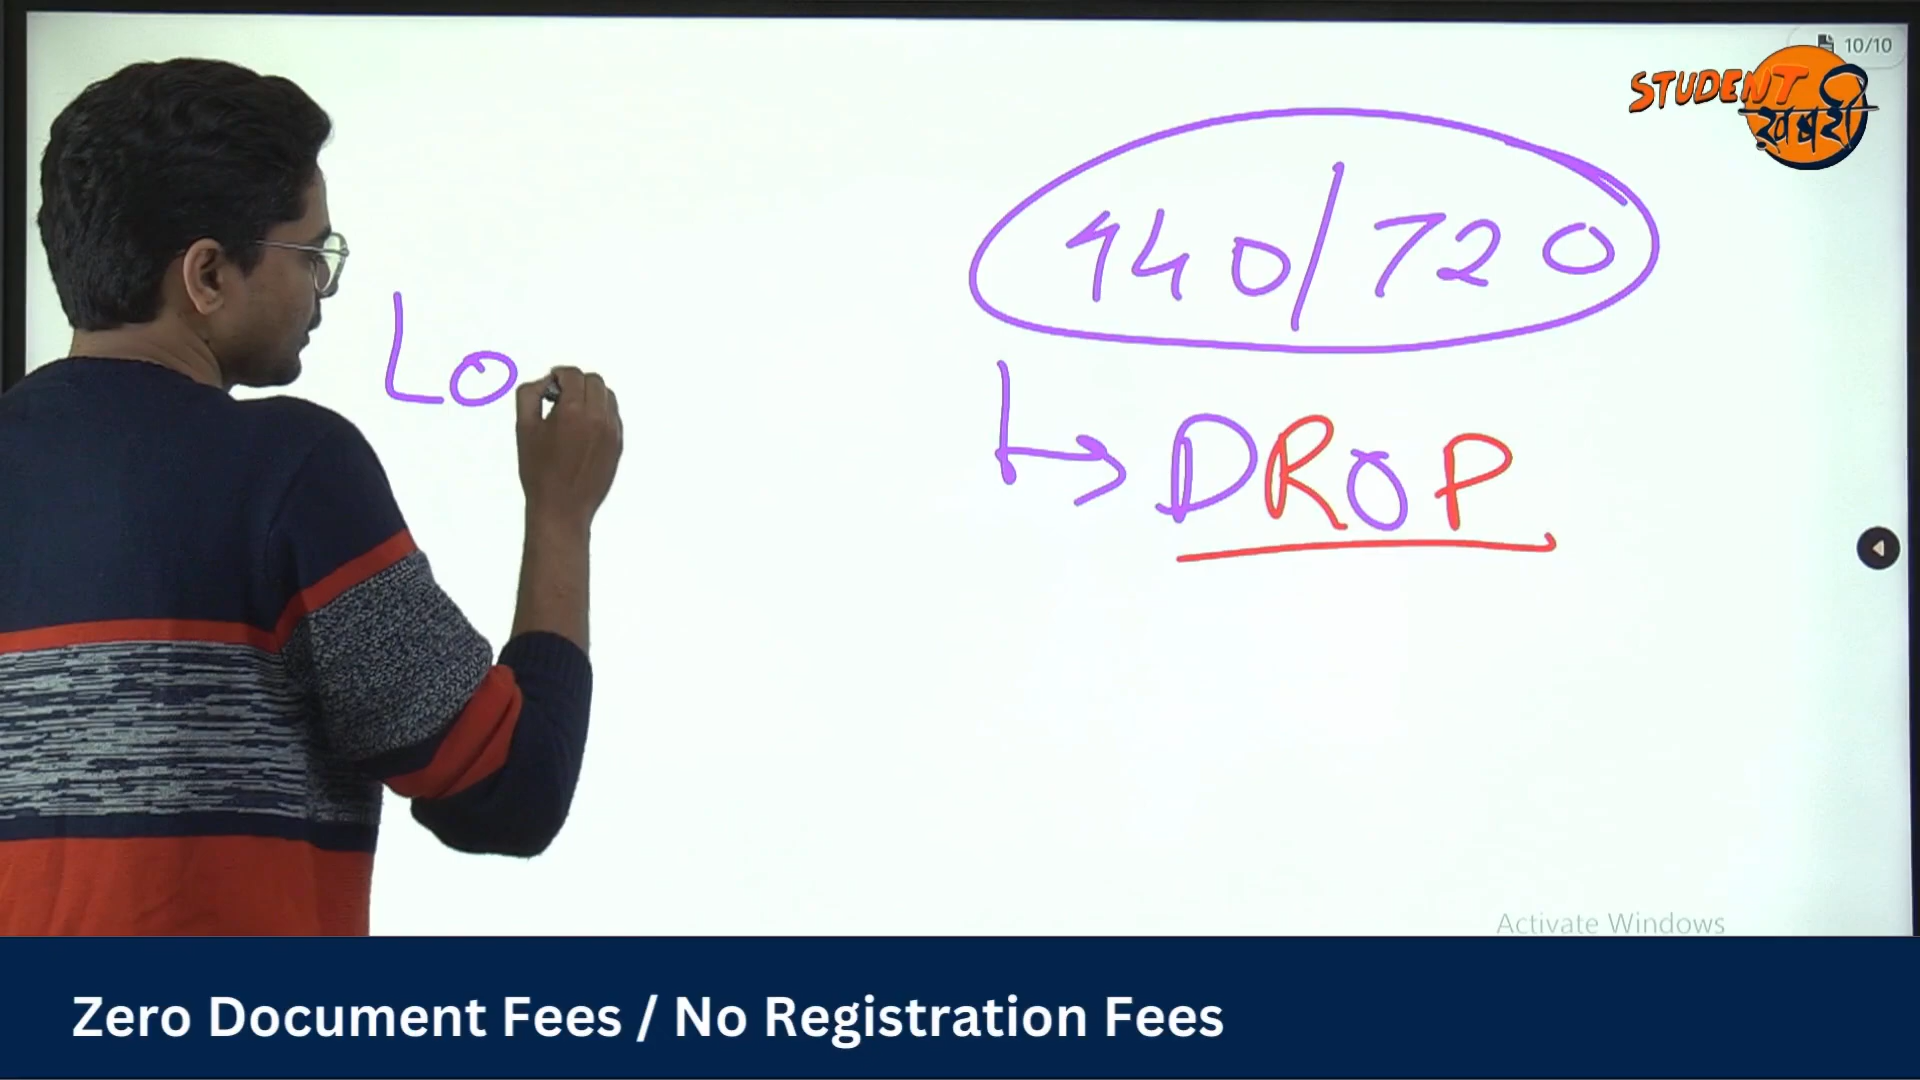 10/10
STUDENT
ख़बरी
440/720
Lo
DROP
Activate Windows
Zero Document Fees / No Registration Fees